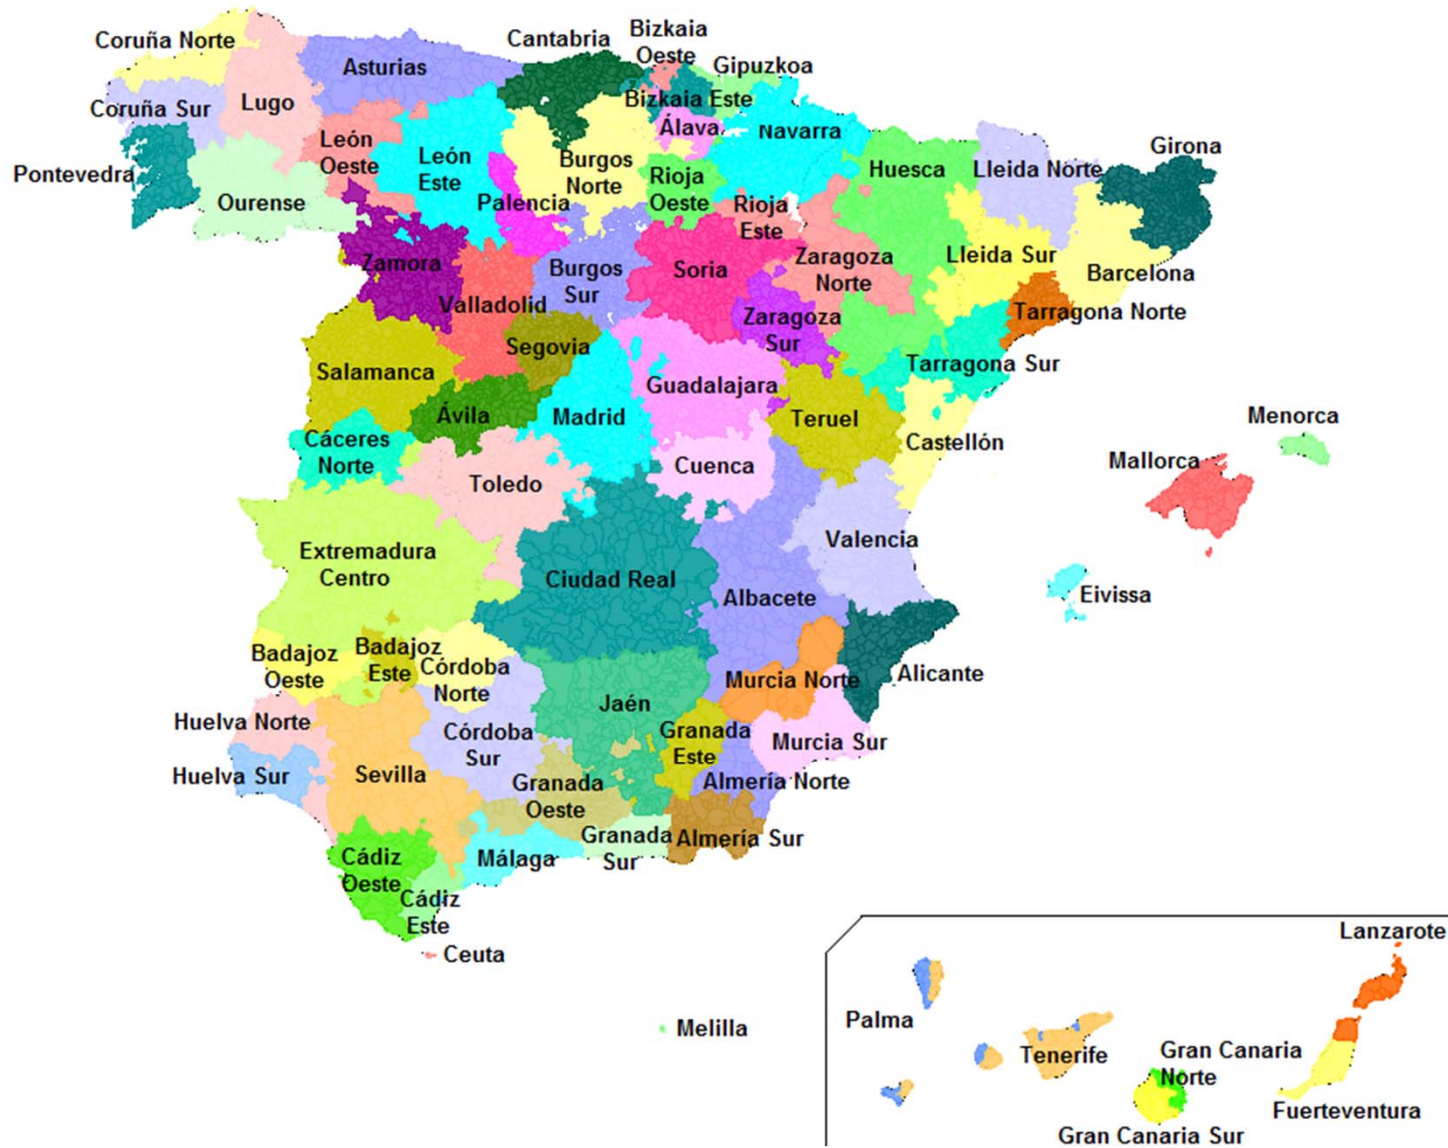 Coruña Norte
Cantabria
Bizkaia
Oeste
Asturias
Gipuzkoa
Coruña Sur
Lugo
Bizkaia Este
Álava
Navarra
León
Oeste
León
Este
Burgos
Norte
Huesca
Lleida Norte
Girona
Pontevedra
Ourense
Palencia
Rioja
Oeste
Rioja
Este
Zamora
Valladolid
Burgos
Sur
Soria
Zaragoza
Norte
Lleida Sur
Barcelona
Tarragona Norte
Zaragoza
Sur
Segovia
Salamanca
Guadalajara
Tarragona Sur
Ávila
Madrid
Teruel
Castellón
Menorca
Cáceres
Norte
Toledo
Cuenca
Mallorca
Extremadura
Centro
Ciudad Real
Valencia
Albacete
Eivissa
Badajoz
Oeste
Badajoz
Este
Córdoba
Norte
Murcia Norte
Alicante
Huelva Norte
Jaén
Córdoba
Sur
Granada
Este
Murcia Sur
Huelva Sur
Sevilla
Granada
Oeste
Almería Norte
Cádiz
Oeste
Málaga
Granada
Sur
Almería Sur
Cádiz
Este
Ceuta
Melilla
Lanzarote
Palma
Tenerife
Gran Canaria
Norte
Fuerteventura
Gran Canaria Sur